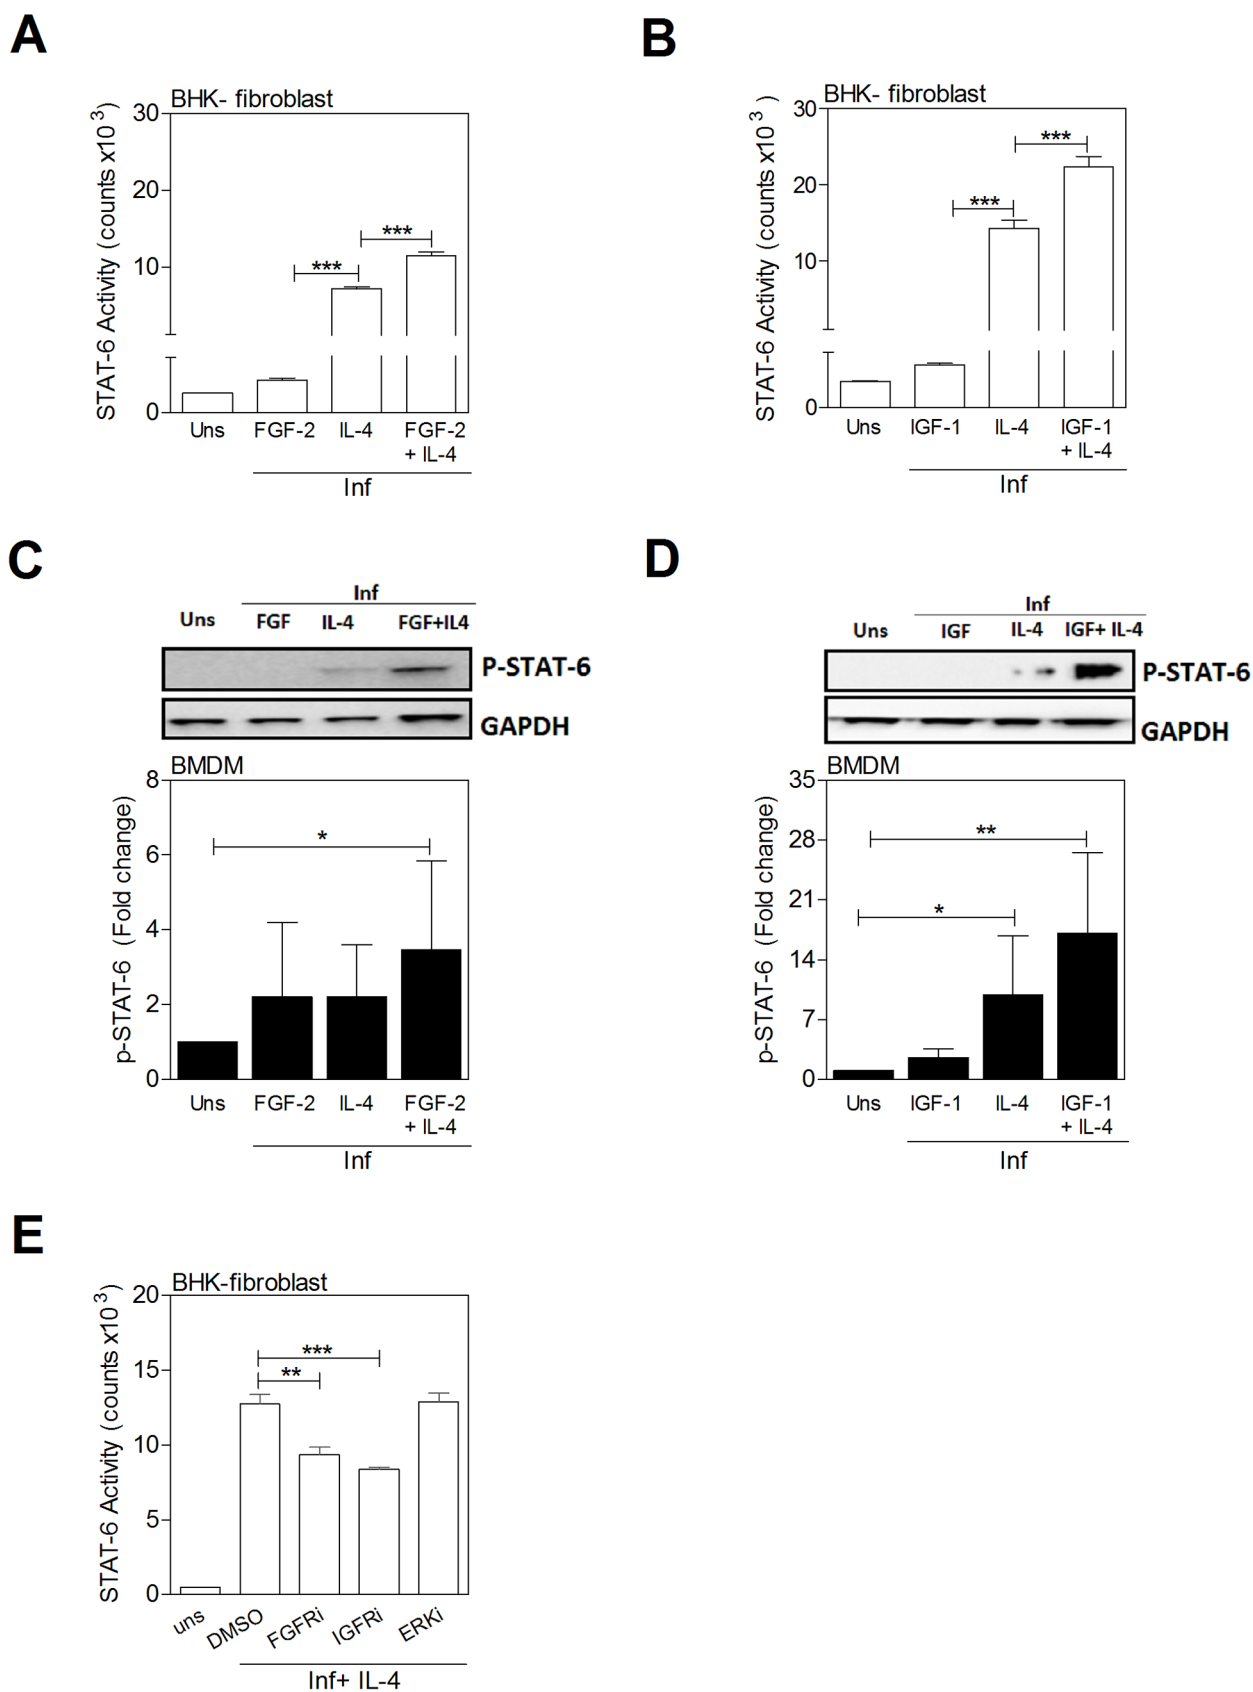 A
BHK- fibroblast
STAT-6 Activity (counts x10³)
30
20
10
0
***
***
Uns
FGF-2
IL-4
FGF-2
+ IL-4
Inf
B
BHK- fibroblast
STAT-6 Activity (counts x10³ )
30
20
10
0
***
***
Uns
IGF-1
IL-4
IGF-1
+ IL-4
Inf
C
Inf
Uns
FGF
IL-4
FGF+IL4
P-STAT-6
GAPDH
BMDM
p-STAT-6 (Fold change)
8
6
4
2
0
*
Uns
FGF-2
IL-4
FGF-2
+ IL-4
Inf
D
Inf
Uns
IGF
IL-4
IGF+ IL-4
P-STAT-6
GAPDH
BMDM
p-STAT-6 (Fold change)
35
28
21
14
7
0
**
*
Uns
IGF-1
IL-4
IGF-1
+ IL-4
Inf
E
BHK-fibroblast
STAT-6 Activity (counts x10³)
20
15
10
5
0
***
**
uns
DMSO
FGFRi
IGFRi
ERKi
Inf+ IL-4